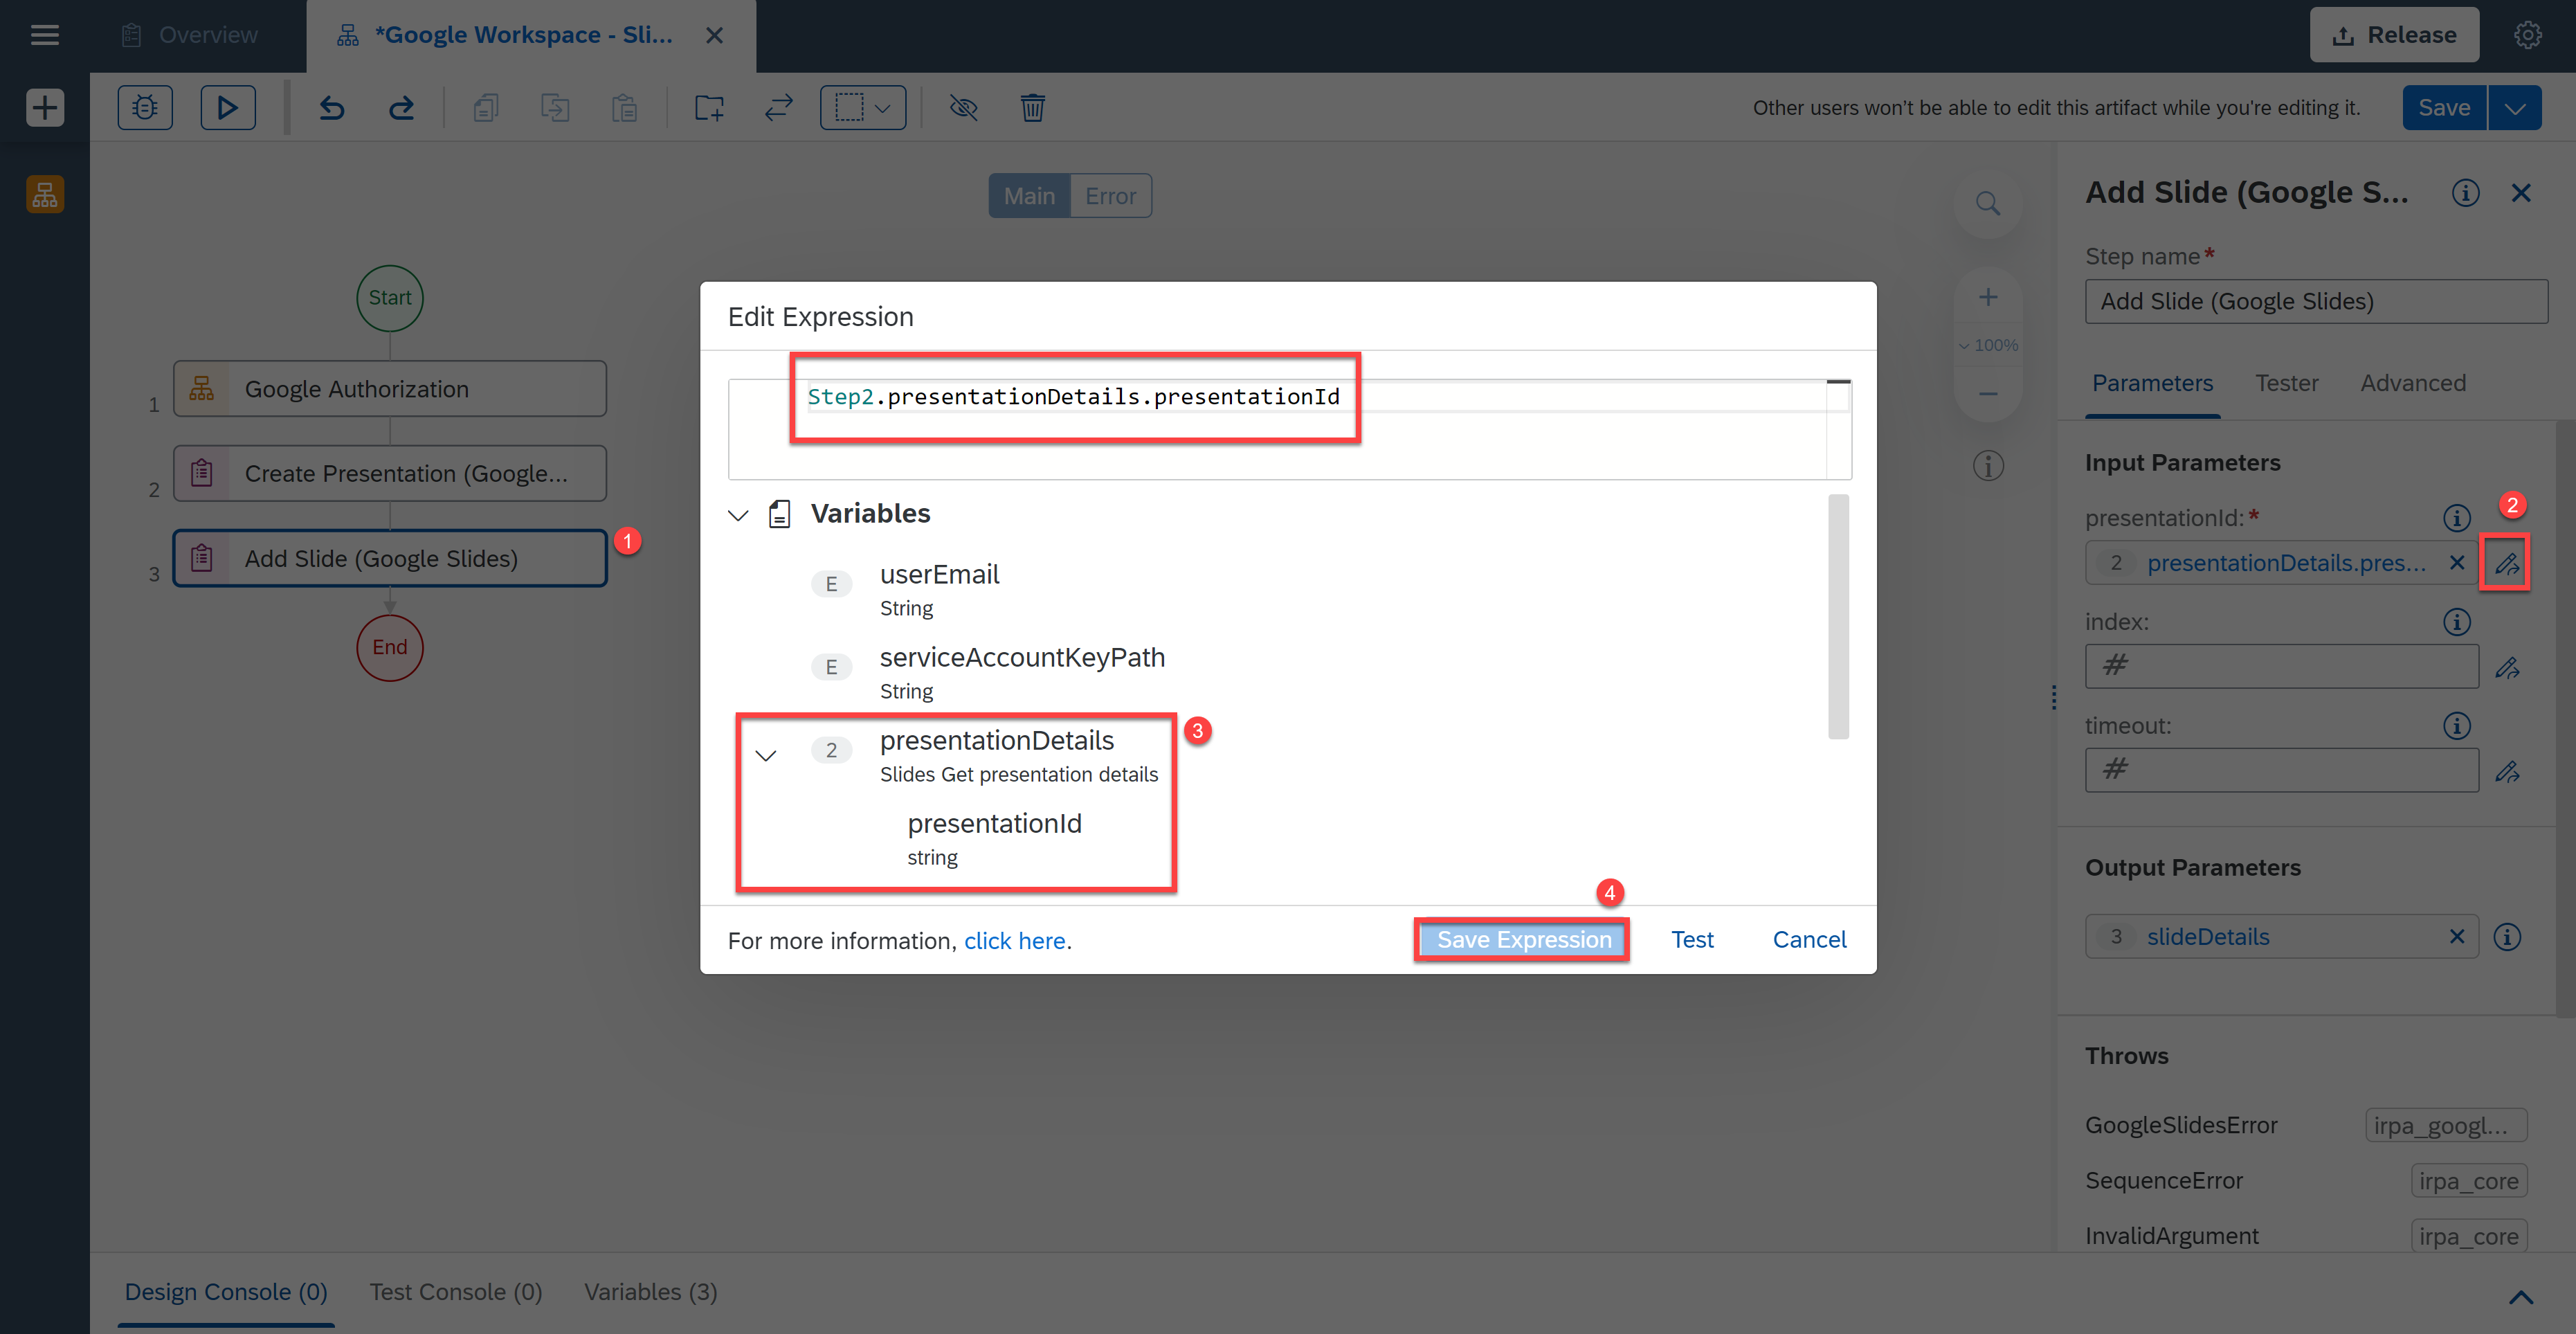 Overview
*Google Workspace - Sli...
Release
Other users won't be able to edit this artifact while you're editing it.
Save
Main
Error
Start
1
Google Authorization
2
Create Presentation (Google...
3
Add Slide (Google Slides)
1
End
100%
Edit Expression
Step2.presentationDetails.presentationId
Variables
E
userEmail
String
E
serviceAccountKeyPath
String
2
presentationDetails
Slides Get presentation details
3
presentationId
string
For more information, click here.
4
Save Expression
Test
Cancel
Add Slide (Google S...
Step name*
Add Slide (Google Slides)
Parameters
Tester
Advanced
Input Parameters
presentationId:*
2
2
presentationDetails.pres...
index:
#
timeout:
#
Output Parameters
3
slideDetails
Throws
GoogleSlidesError
irpa_googl...
SequenceError
irpa_core
InvalidArgument
irpa_core
Design Console (0)
Test Console (0)
Variables (3)